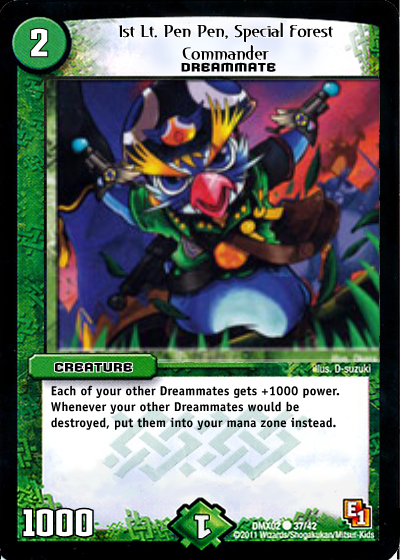 2
1st Lt. Pen Pen, Special Forest
Commander
DREAMMATE
illus. D-suzuki
CREATURE
Each of your other Dreammates gets +1000 power.
Whenever your other Dreammates would be
destroyed, put them into your mana zone instead.
1000
1
DMX02 ● 37/42
©2011 Wizards/Shogakukan/Mitsui-Kids
E1